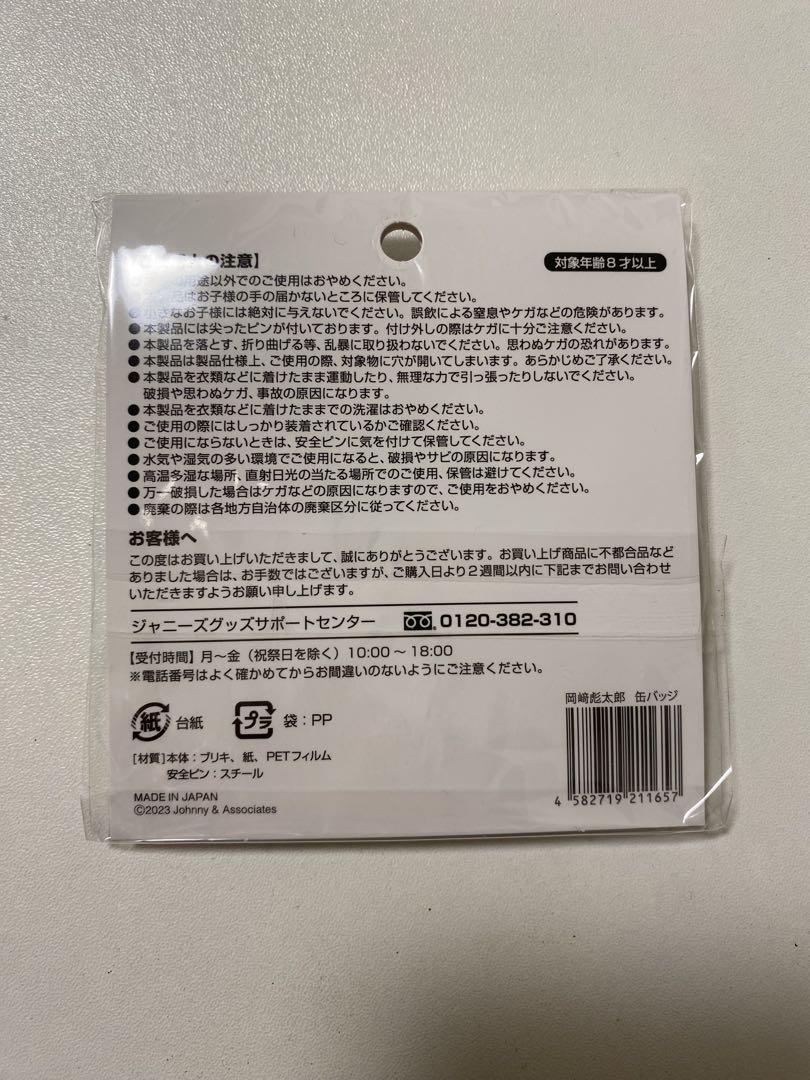 の注意】
対象年齢8才以上
用途以外でのご使用はおやめください。
はお子様の手の届かないところに保管してください。
●小さなお子様には絶対に与えないでください。誤飲による窒息やケガなどの危険があります。
●本製品には尖ったピンが付いております。付け外しの際はケガに十分ご注意ください。
●本製品を落とす、折り曲げる等、乱暴に取り扱わないでください。思わぬケガの恐れがあります。
●本製品は製品仕様上、ご使用の際、対象物に穴が開いてしまいます。あらかじめご了承ください。
●本製品を衣類などに着けたまま運動したり、無理な力で引っ張ったりしないでください。
破損や思わぬケガ、事故の原因になります。
●本製品を衣類などに着けたままでの洗濯はおやめください。
●ご使用の際にはしっかり装着されているかご確認ください。
●ご使用にならないときは、安全ピンに気を付けて保管してください。
●水気や湿気の多い環境でご使用になると、破損やサビの原因になります。
●高温多湿な場所、直射日光の当たる場所でのご使用、保管は避けてください。
●万一破損した場合はケガなどの原因になりますので、ご使用をおやめください。
●廃棄の際は各地方自治体の廃棄区分に従ってください。
お客様へ
この度はお買い上げいただきまして、誠にありがとうございます。お買い上げ商品に不都合品など
ありました場合は、お手数ではございますが、ご購入日より2週間以内に下記までお問い合わせ
いただきますようお願い申し上げます。
ジャニーズグッズサポートセンター 0120-382-310
【受付時間】月～金（祝祭日を除く）10:00～18:00
※電話番号はよく確かめてからお間違いのないようにご注意ください。
紙 台紙 プラ 袋：PP
岡﨑彪太郎 缶バッジ
[材質]本体：ブリキ、紙、PETフィルム
安全ピン：スチール
MADE IN JAPAN
©2023 Johnny & Associates
4 582719 211657